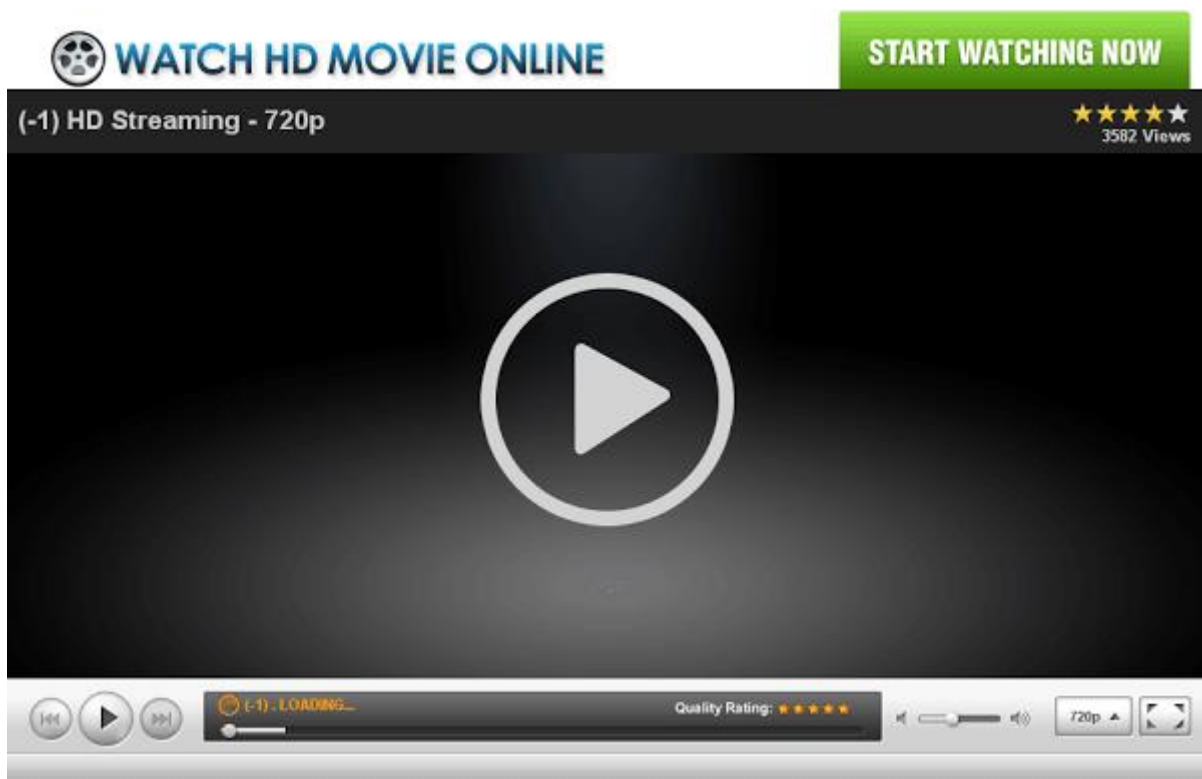 WATCH HD MOVIE ONLINE
START WATCHING NOW
(-1) HD Streaming - 720p
3582 Views
(-1) . LOADING...
Quality Rating:
720p